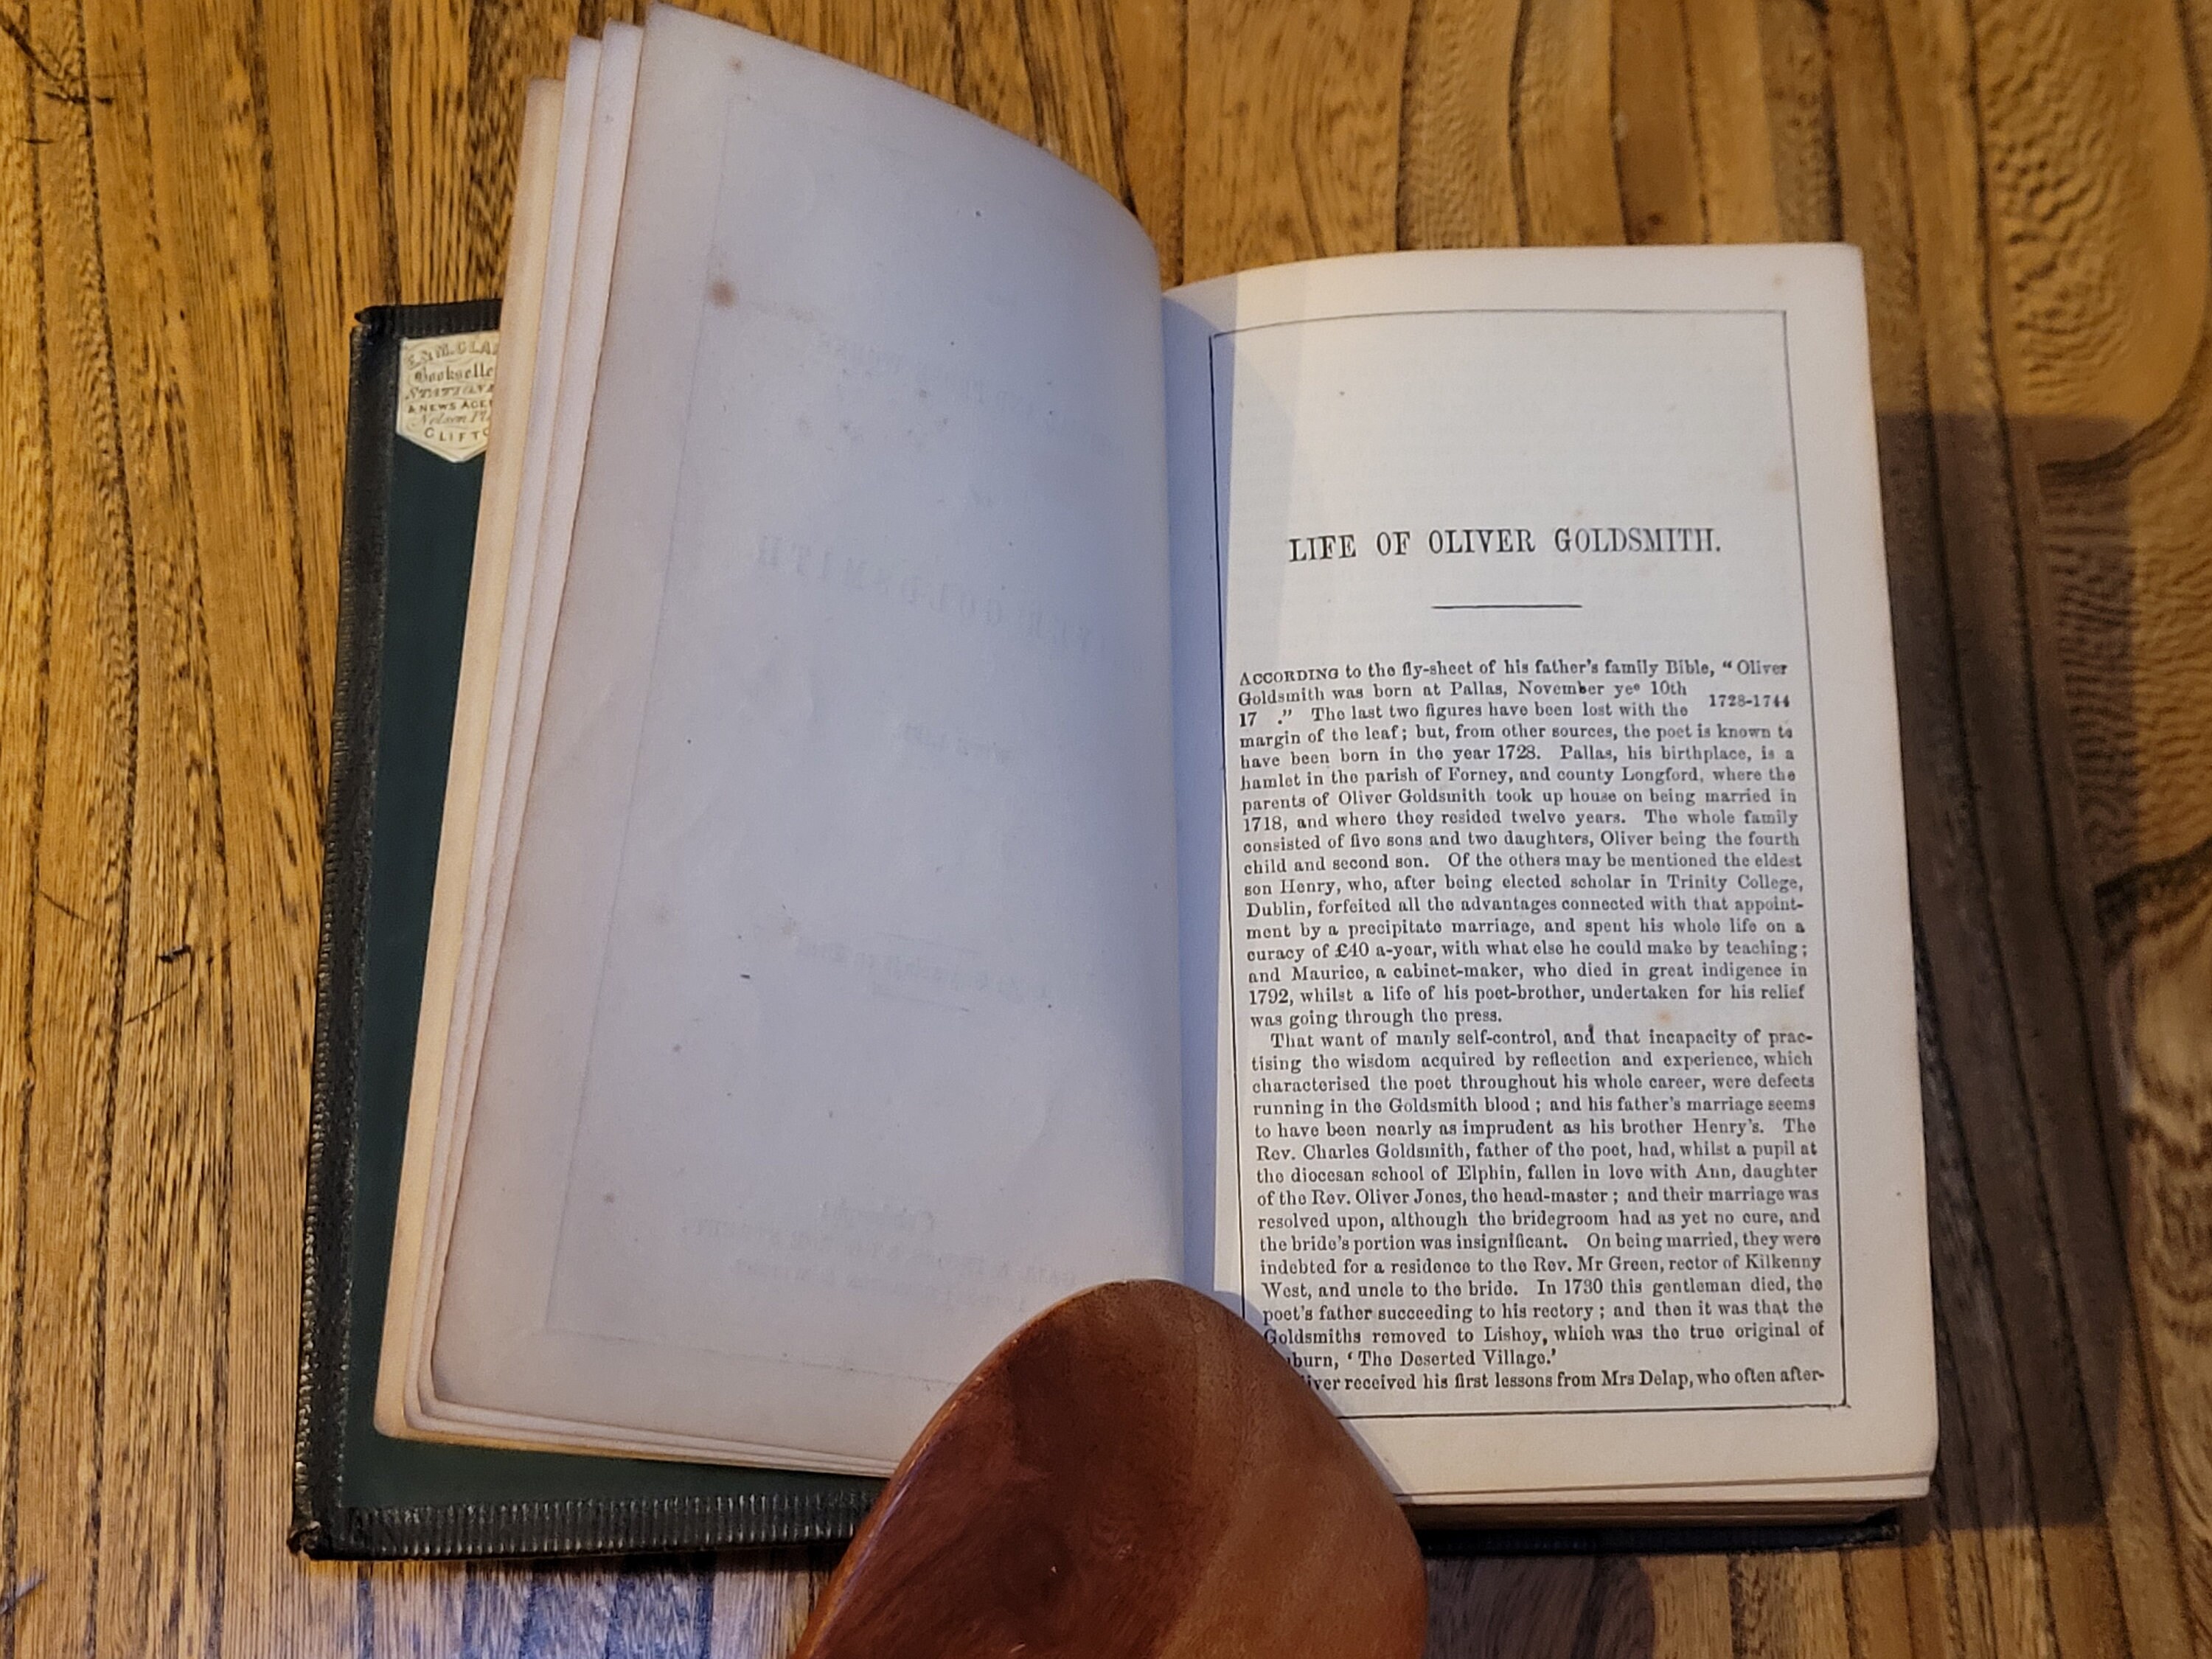 Bookselle
& NEWS AGE
CLIFTO
LIFE OF OLIVER GOLDSMITH.
ACCORDING to the fly-sheet of his father's family Bible, “Oliver
Goldsmith was born at Pallas, November yee 10th
1728-1744
17 .” The last two figures have been lost with the
margin of the leaf; but, from other sources, the poet is known to
have been born in the year 1728. Pallas, his birthplace, is a
hamlet in the parish of Forney, and county Longford, where the
parents of Oliver Goldsmith took up house on being married in
1718, and where they resided twelve years. The whole family
consisted of five sons and two daughters, Oliver being the fourth
child and second son. Of the others may be mentioned the eldest
son Henry, who, after being elected scholar in Trinity College,
Dublin, forfeited all the advantages connected with that appoint-
ment by a precipitate marriage, and spent his whole life on a
curacy of £40 a-year, with what else he could make by teaching;
and Maurice, a cabinet-maker, who died in great indigence in
1792, whilst a life of his poet-brother, undertaken for his relief
was going through the press.
That want of manly self-control, and that incapacity of prac-
tising the wisdom acquired by reflection and experience, which
characterised the poet throughout his whole career, were defects
running in the Goldsmith blood; and his father's marriage seems
to have been nearly as imprudent as his brother Henry's. The
Rev. Charles Goldsmith, father of the poet, had, whilst a pupil at
the diocesan school of Elphin, fallen in love with Ann, daughter
of the Rev. Oliver Jones, the head-master; and their marriage was
resolved upon, although the bridegroom had as yet no cure, and
the bride's portion was insignificant. On being married, they were
indebted for a residence to the Rev. Mr Green, rector of Kilkenny
West, and uncle to the bride. In 1730 this gentleman died, the
poet's father succeeding to his rectory; and then it was that the
Goldsmiths removed to Lishoy, which was the true original of
burn, ‘The Deserted Village.’
iver received his first lessons from Mrs Delap, who often after-